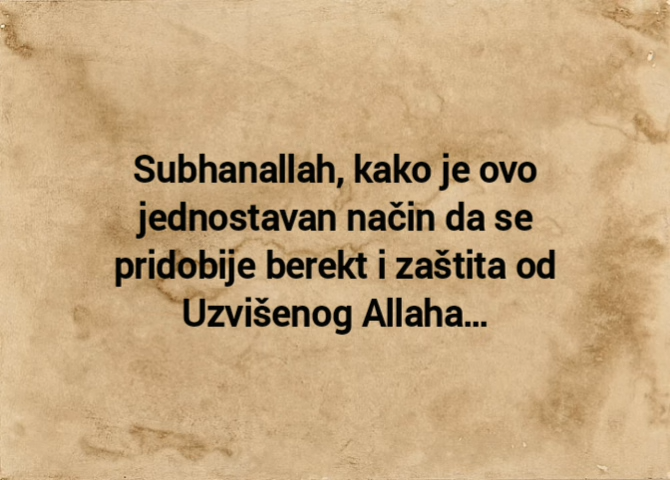 Subhanallah, kako je ovo
jednostavan način da se
pridobije berekt i zaštita od
Uzvišenog Allaha...